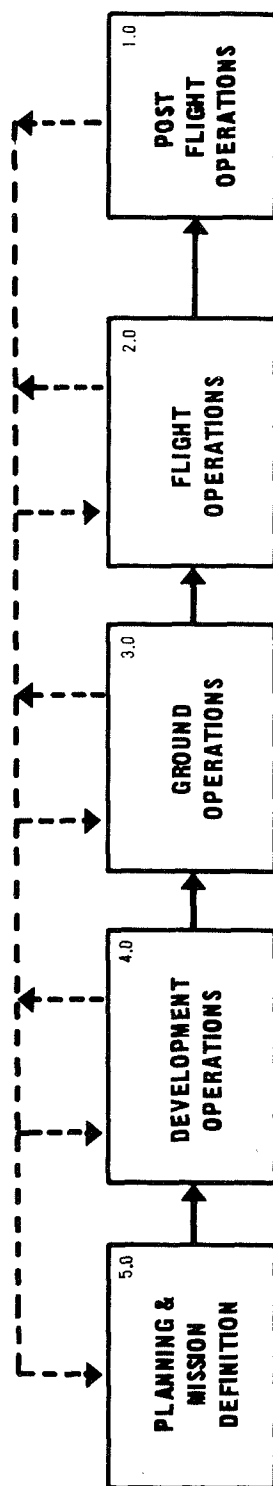 5.0
PLANNING &
MISSION
DEFINITION
4.0
DEVELOPMENT
OPERATIONS
3.0
GROUND
OPERATIONS
2.0
FLIGHT
OPERATIONS
1.0
POST
FLIGHT
OPERATIONS